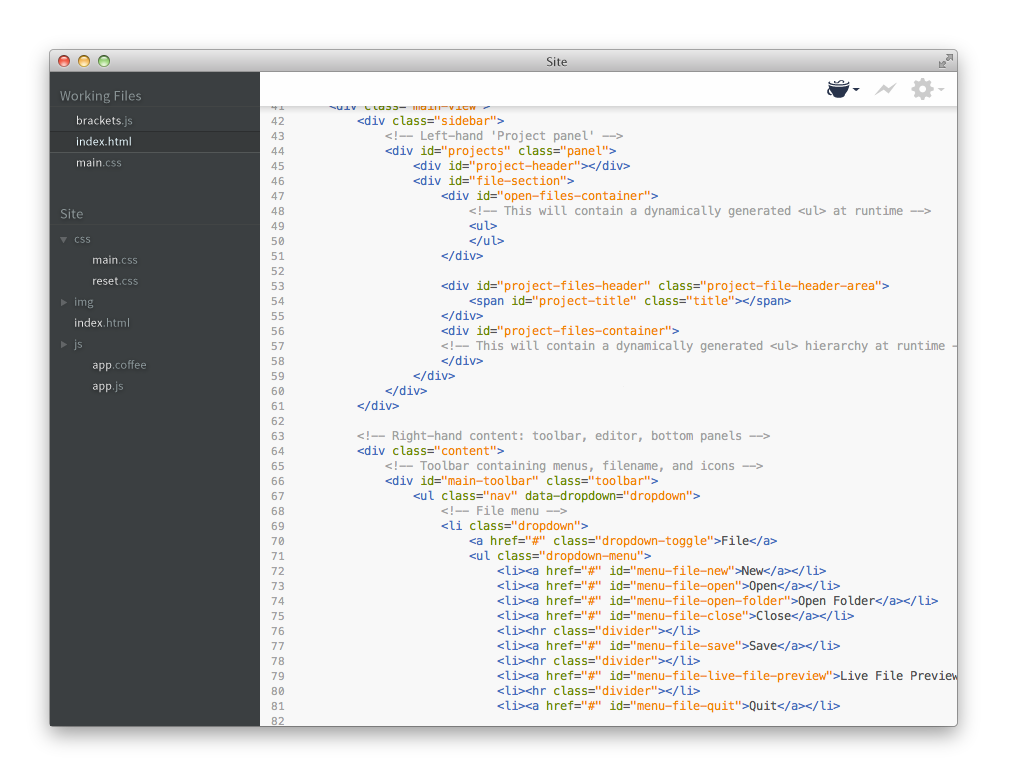 Site
Working Files
brackets.js
index.html
main.css
Site
css
main.css
reset.css
img
index.html
js
app.coffee
app.js
41 <div class="main-view">
42 <div class="sidebar">
43 <!-- Left-hand 'Project panel' -->
44 <div id="projects" class="panel">
45 <div id="project-header"></div>
46 <div id="file-section">
47 <div id="open-files-container">
48 <!-- This will contain a dynamically generated <ul> at runtime -->
49 <ul>
50 </ul>
51 </div>
52
53 <div id="project-files-header" class="project-file-header-area">
54 <span id="project-title" class="title"></span>
55 </div>
56 <div id="project-files-container">
57 <!-- This will contain a dynamically generated <ul> hierarchy at runtime -
58 </div>
59 </div>
60 </div>
61 </div>
62
63 <!-- Right-hand content: toolbar, editor, bottom panels -->
64 <div class="content">
65 <!-- Toolbar containing menus, filename, and icons -->
66 <div id="main-toolbar" class="toolbar">
67 <ul class="nav" data-dropdown="dropdown">
68 <!-- File menu -->
69 <li class="dropdown">
70 <a href="#" class="dropdown-toggle">File</a>
71 <ul class="dropdown-menu">
72 <li><a href="#" id="menu-file-new">New</a></li>
73 <li><a href="#" id="menu-file-open">Open</a></li>
74 <li><a href="#" id="menu-file-open-folder">Open Folder</a></li>
75 <li><a href="#" id="menu-file-close">Close</a></li>
76 <li><hr class="divider"></li>
77 <li><a href="#" id="menu-file-save">Save</a></li>
78 <li><hr class="divider"></li>
79 <li><a href="#" id="menu-file-live-file-preview">Live File Preview
80 <li><hr class="divider"></li>
81 <li><a href="#" id="menu-file-quit">Quit</a></li>
82